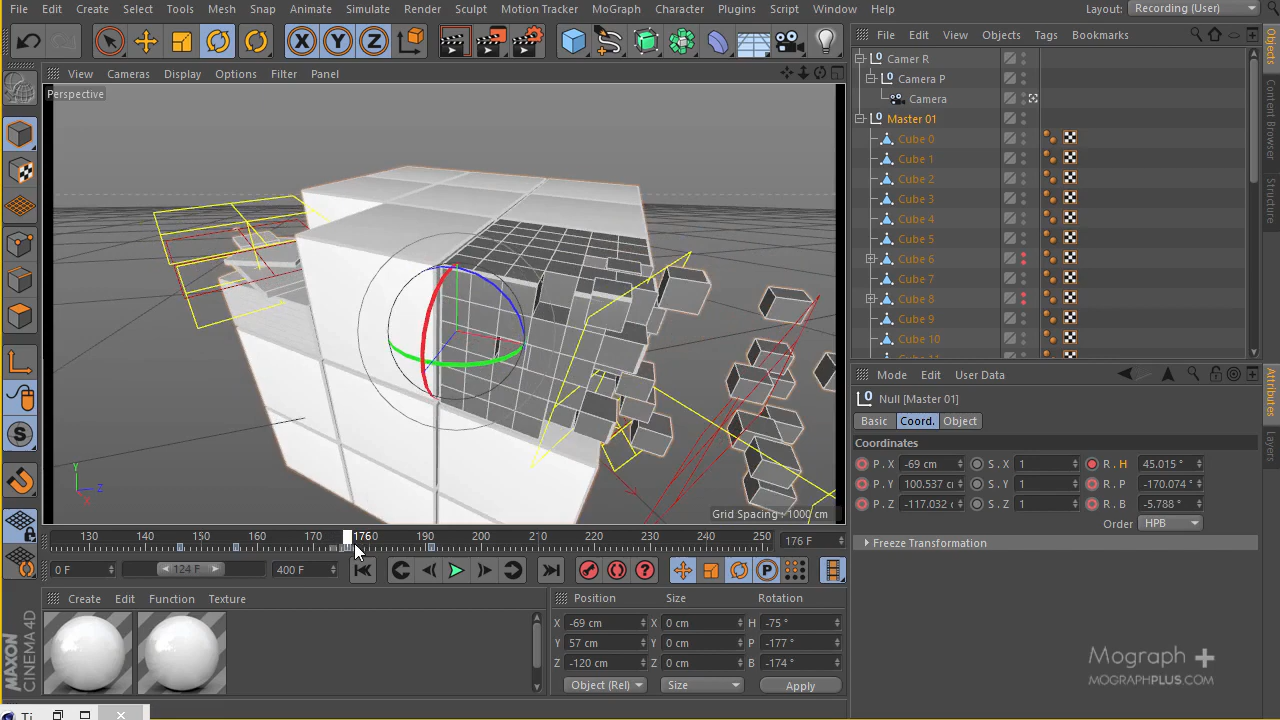 File Edit Create Select Tools Mesh Snap Animate Simulate Render Sculpt Motion Tracker MoGraph Character Plugins Script Window Help Layout: Recording (User)
X Y Z
File Edit View Objects Tags Bookmarks
View Cameras Display Options Filter Panel
Perspective
Camer R
Camera P
Camera
Master 01
Cube 0
Cube 1
Cube 2
Cube 3
Cube 4
Cube 5
Cube 6
Cube 7
Cube 8
Cube 9
Cube 10
Objects
Content Browser
Attributes
Layers
Mode Edit User Data
Null [Master 01]
Basic Coord. Object
Coordinates
P . X -69 cm S . X 1 R . H 45.015 °
P . Y 100.537 S . Y 1 R . P -170.074 °
P . Z -117.032 S . Z 1 R . B -5.788 °
Order HPB
Freeze Transformation
Y
Z
X
Grid Spacing : 1000 cm
130 140 150 160 170 176 190 200 210 220 230 240 250 176 F
0 F 124 F 400 F
Create Edit Function Texture
Position Size Rotation
X -69 cm X 0 cm H -75 °
Y 57 cm Y 0 cm P -177 °
Z -120 cm Z 0 cm B -174 °
Object (Rel) Size Apply
MAXON
CINEMA 4D
Mograph +
MOGRAPHPLUS.COM
Ti